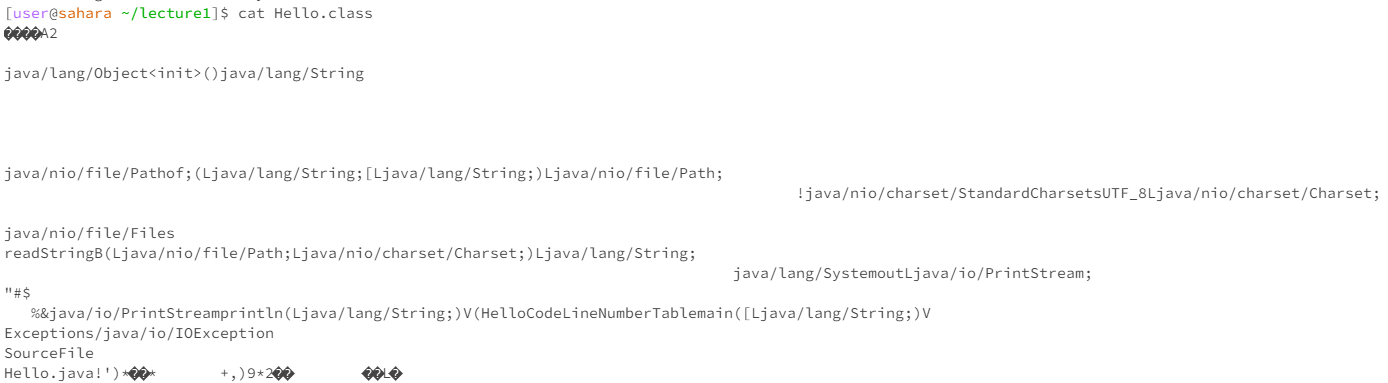 [user@sahara ~/lecture1]$ cat Hello.class
����A2
java/lang/Object<init>()java/lang/String
java/nio/file/Pathof;(Ljava/lang/String;[Ljava/lang/String;)Ljava/nio/file/Path;
!java/nio/charset/StandardCharsetsUTF_8Ljava/nio/charset/Charset;
java/nio/file/Files
readStringB(Ljava/nio/file/Path;Ljava/nio/charset/Charset;)Ljava/lang/String;
java/lang/SystemoutLjava/io/PrintStream;
"#$
%&java/io/PrintStreamprintln(Ljava/lang/String;)V(HelloCodeLineNumberTablemain([Ljava/lang/String;)V
Exceptions/java/io/IOException
SourceFile
Hello.java!')*��* +,)9*2�� ��L�